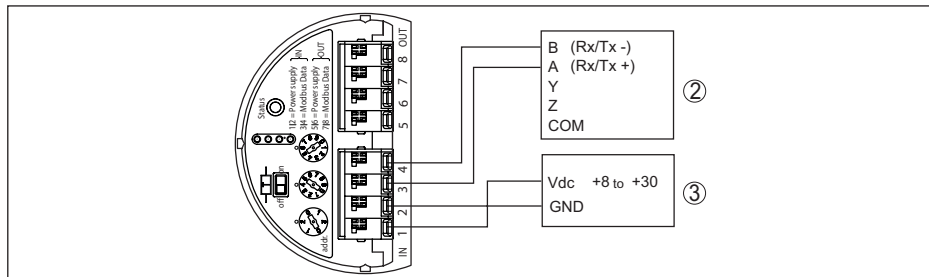 Status
1|2 = Power supply
3|4 = Modbus Data
IN
5|6 = Power supply
7|8 = Modbus Data
OUT
on
off
addr.
OUT
8
7
6
5
4
3
2
1
IN
B (Rx/Tx -)
A (Rx/Tx +)
Y
Z
COM
②
Vdc +8 to +30
GND
③